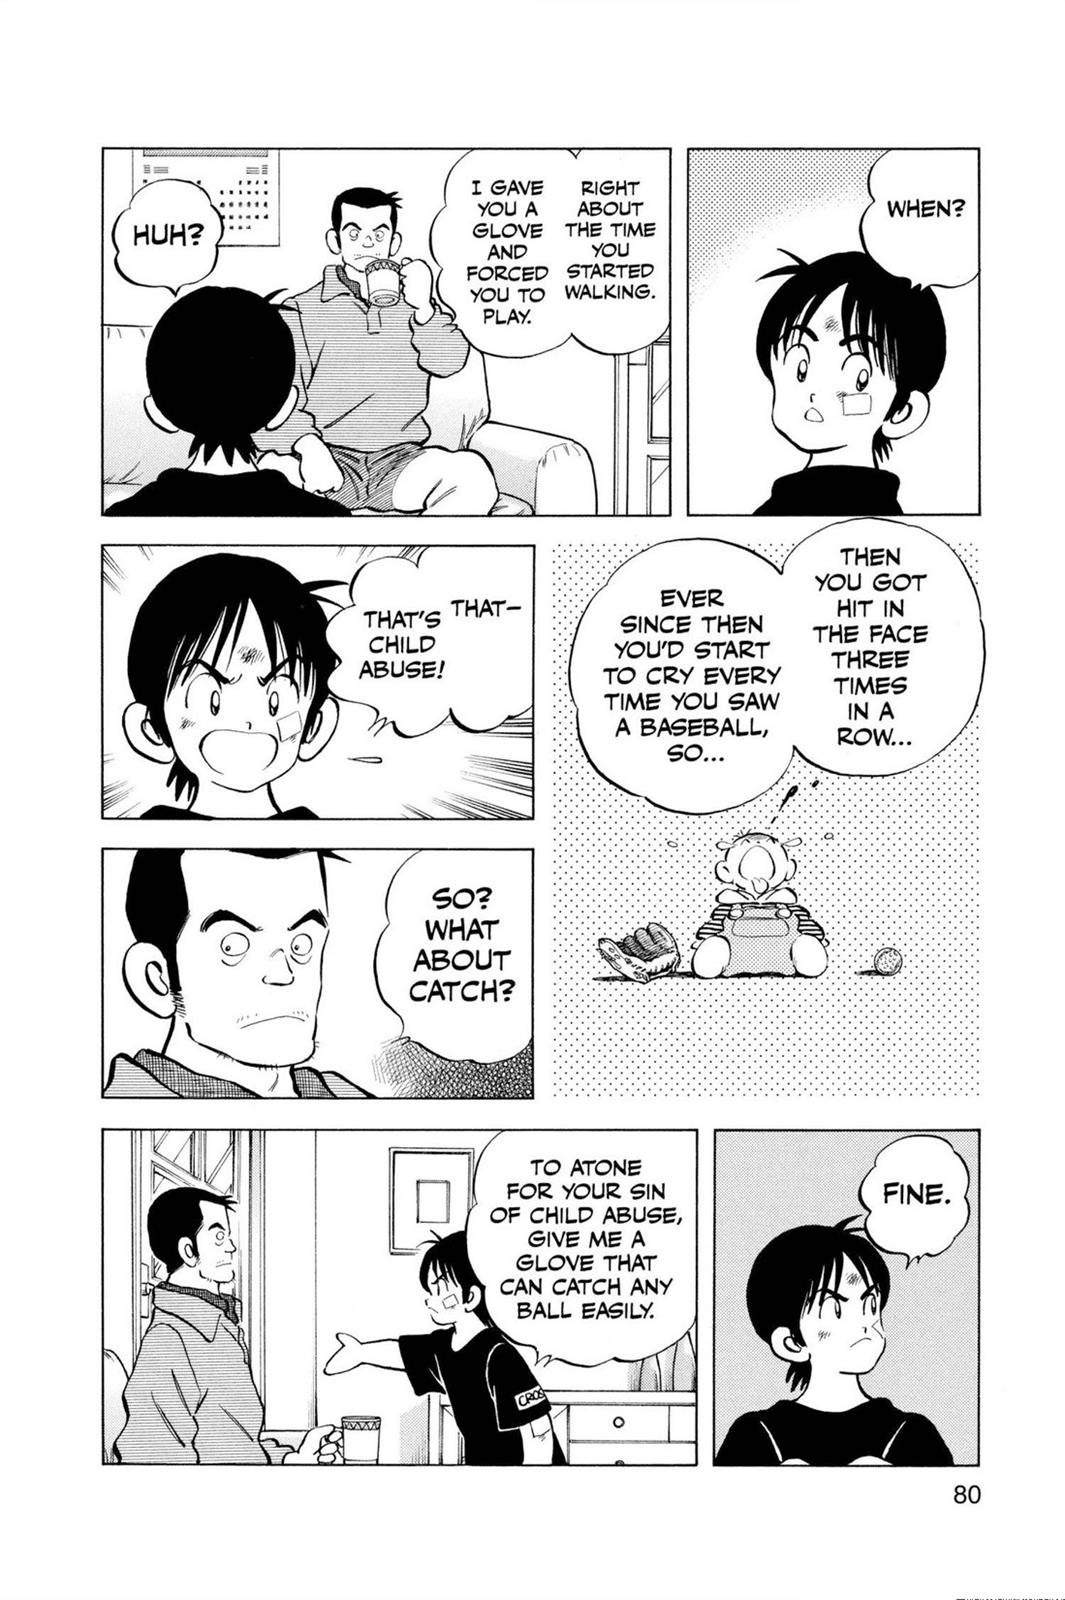 WHEN?
RIGHT
ABOUT
THE TIME
YOU
STARTED
WALKING.
I GAVE
YOU A
GLOVE
AND
FORCED
YOU TO
PLAY.
HUH?
THEN
YOU GOT
HIT IN
THE FACE
THREE
TIMES
IN A
ROW...
EVER
SINCE THEN
YOU'D START
TO CRY EVERY
TIME YOU SAW
A BASEBALL,
SO...
THAT–
THAT'S
CHILD
ABUSE!
SO?
WHAT
ABOUT
CATCH?
FINE.
TO ATONE
FOR YOUR SIN
OF CHILD ABUSE,
GIVE ME A
GLOVE THAT
CAN CATCH ANY
BALL EASILY.
CROS
80